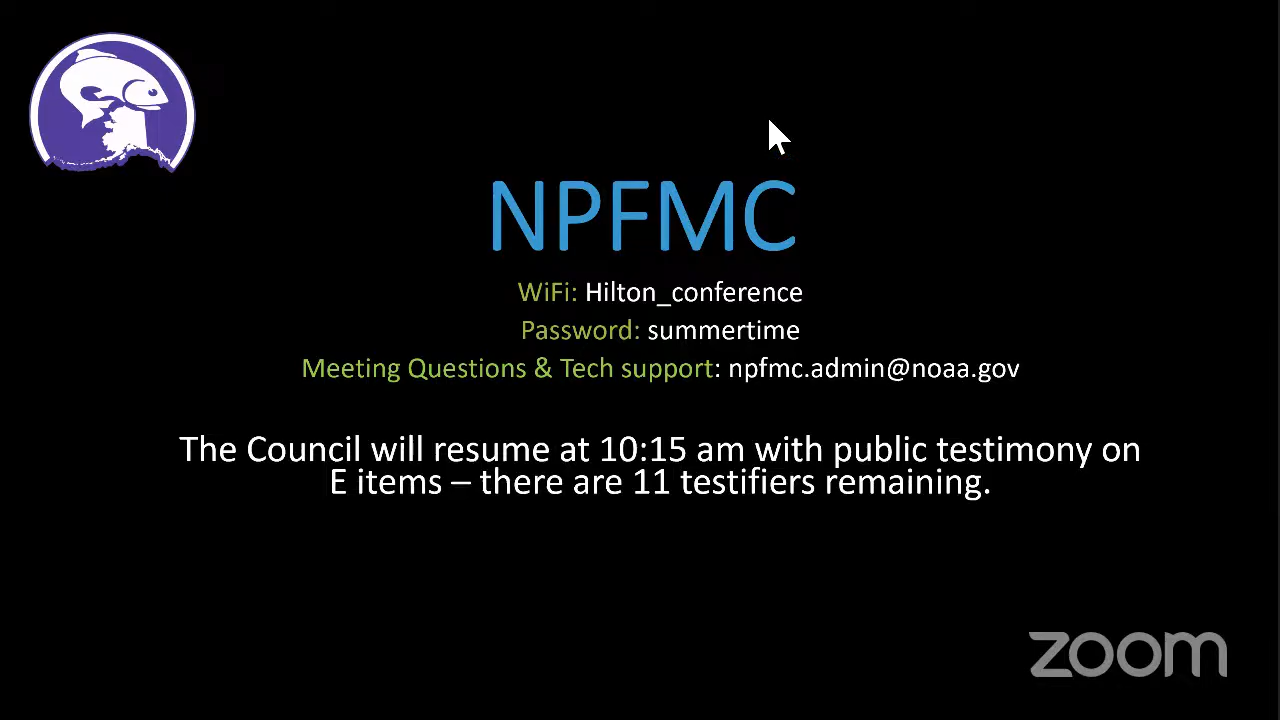 NPFMC
WiFi: Hilton_conference
Password: summertime
Meeting Questions & Tech support: npfmc.admin@noaa.gov
The Council will resume at 10:15 am with public testimony on
E items – there are 11 testifiers remaining.
zoom